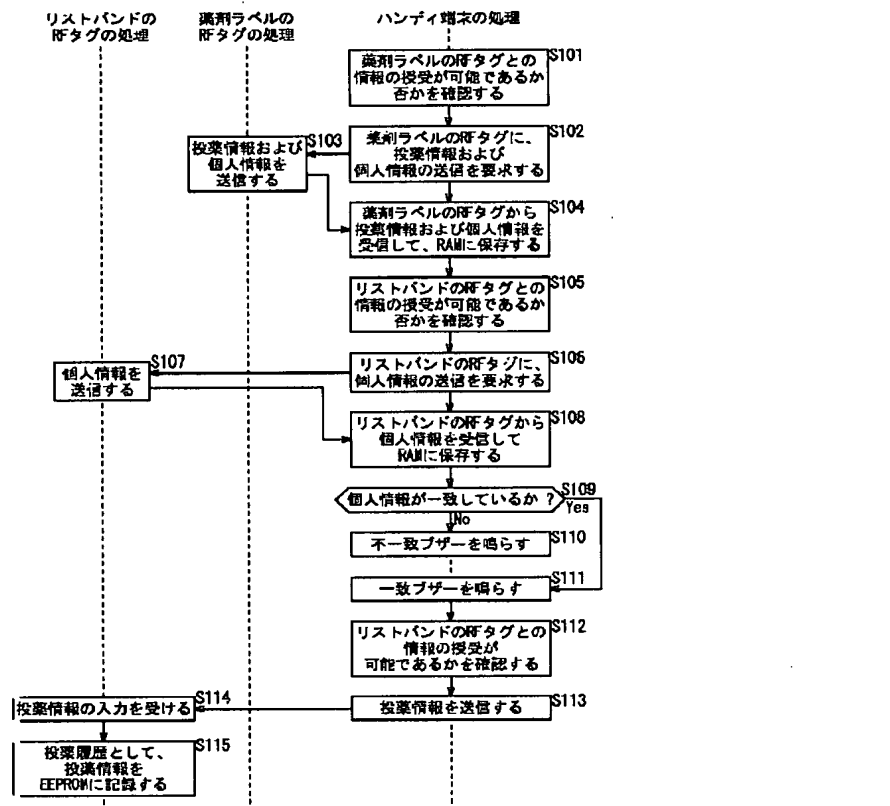 リストバンドの
RFタグの処理
薬剤ラベルの
RFタグの処理
ハンディ端末の処理
S101
薬剤ラベルのRFタグとの
情報の授受が可能であるか
否かを確認する
S102
薬剤ラベルのRFタグに、
投薬情報および
個人情報の送信を要求する
S103
投薬情報および
個人情報を
送信する
S104
薬剤ラベルのRFタグから
投薬情報および個人情報を
受信して、RAMに保存する
S105
リストバンドのRFタグとの
情報の授受が可能であるか
否かを確認する
S106
リストバンドのRFタグに、
個人情報の送信を要求する
S107
個人情報を
送信する
S108
リストバンドのRFタグから
個人情報を受信して
RAMに保存する
S109
個人情報が一致しているか？
Yes
No
S110
不一致ブザーを鳴らす
S111
一致ブザーを鳴らす
S112
リストバンドのRFタグとの
情報の授受が
可能であるかを確認する
S113
投薬情報を送信する
S114
投薬情報の入力を受ける
S115
投薬履歴として、
投薬情報を
EEPROMに記録する